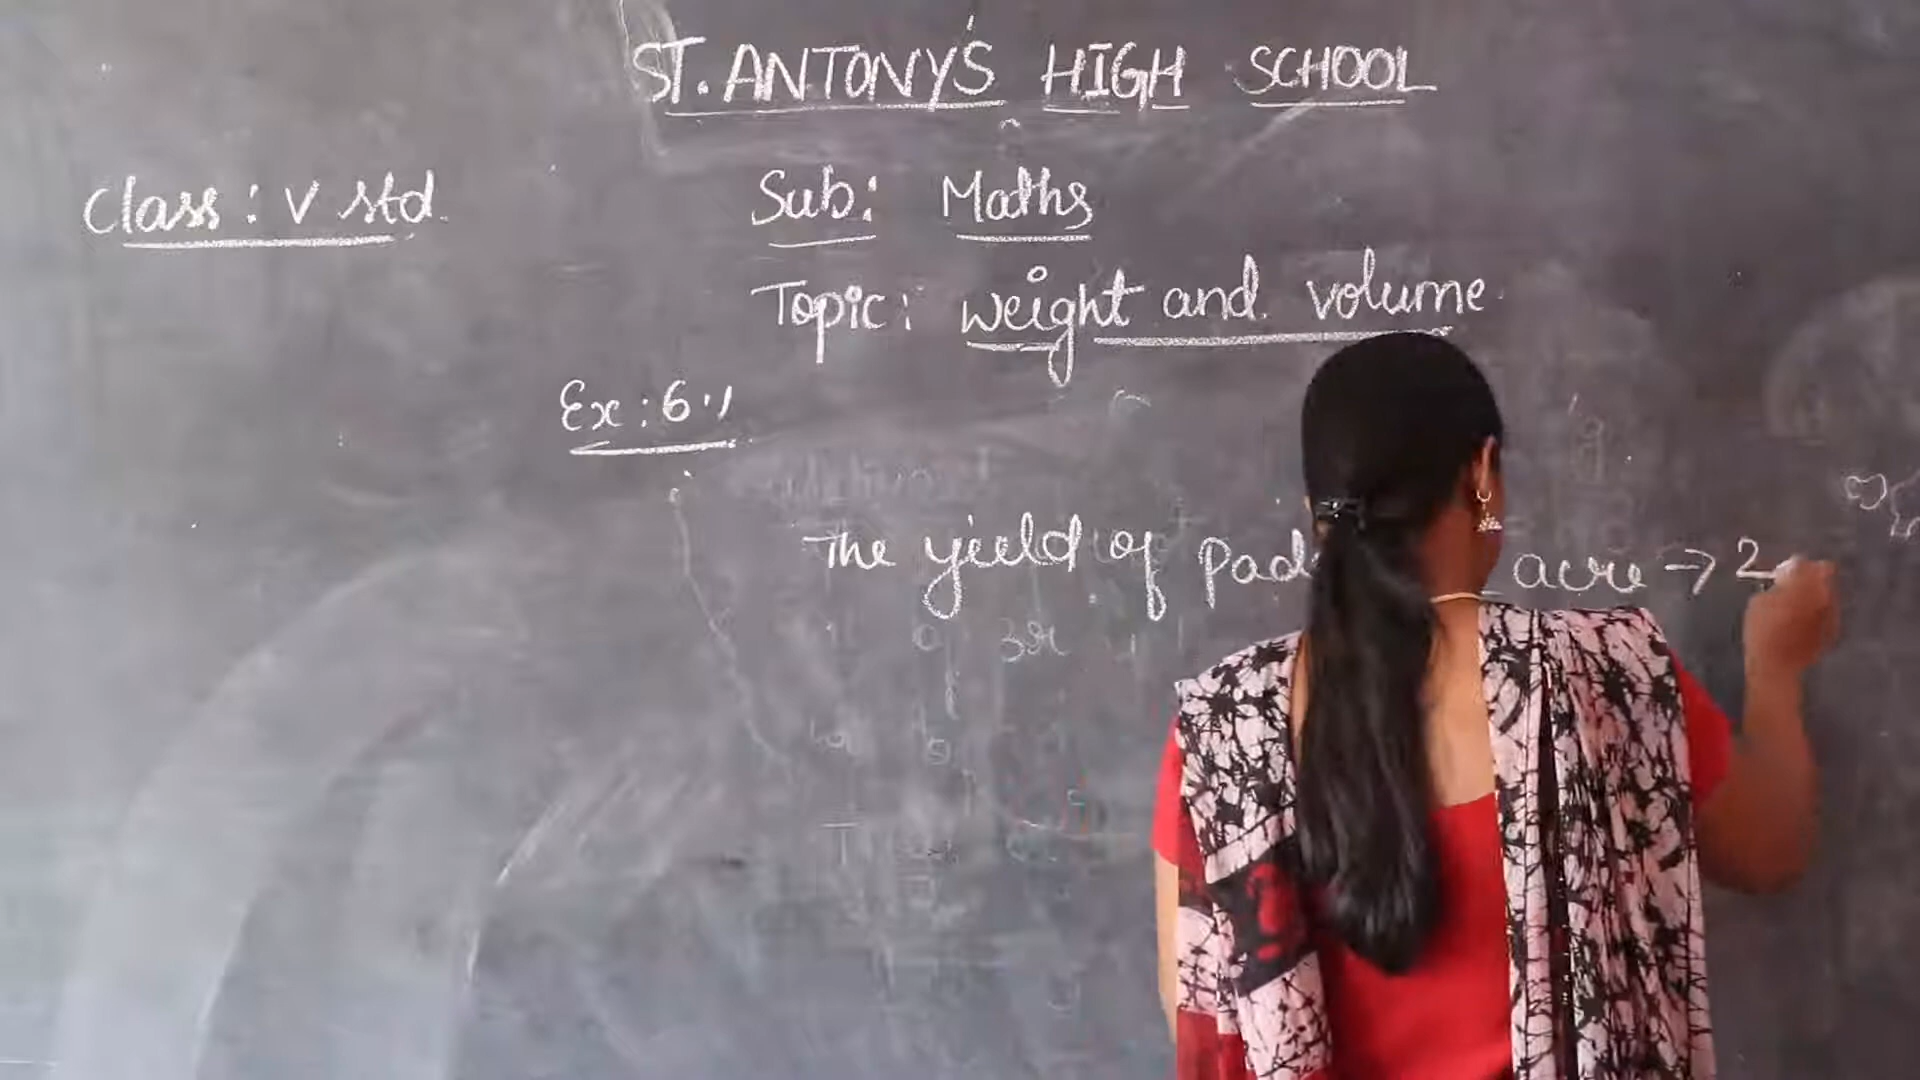 ST. ANTONY'S HIGH SCHOOL
Class: V std
Sub: Maths
Topic: weight and volume
Ex: 6.1
The yield of acre → 2